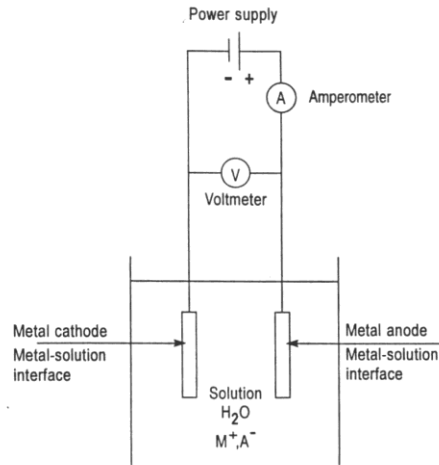 Power supply
- +
A
Amperometer
V
Voltmeter
Metal cathode
Metal-solution
interface
Metal anode
Metal-solution
interface
Solution
H₂O
M⁺,A⁻